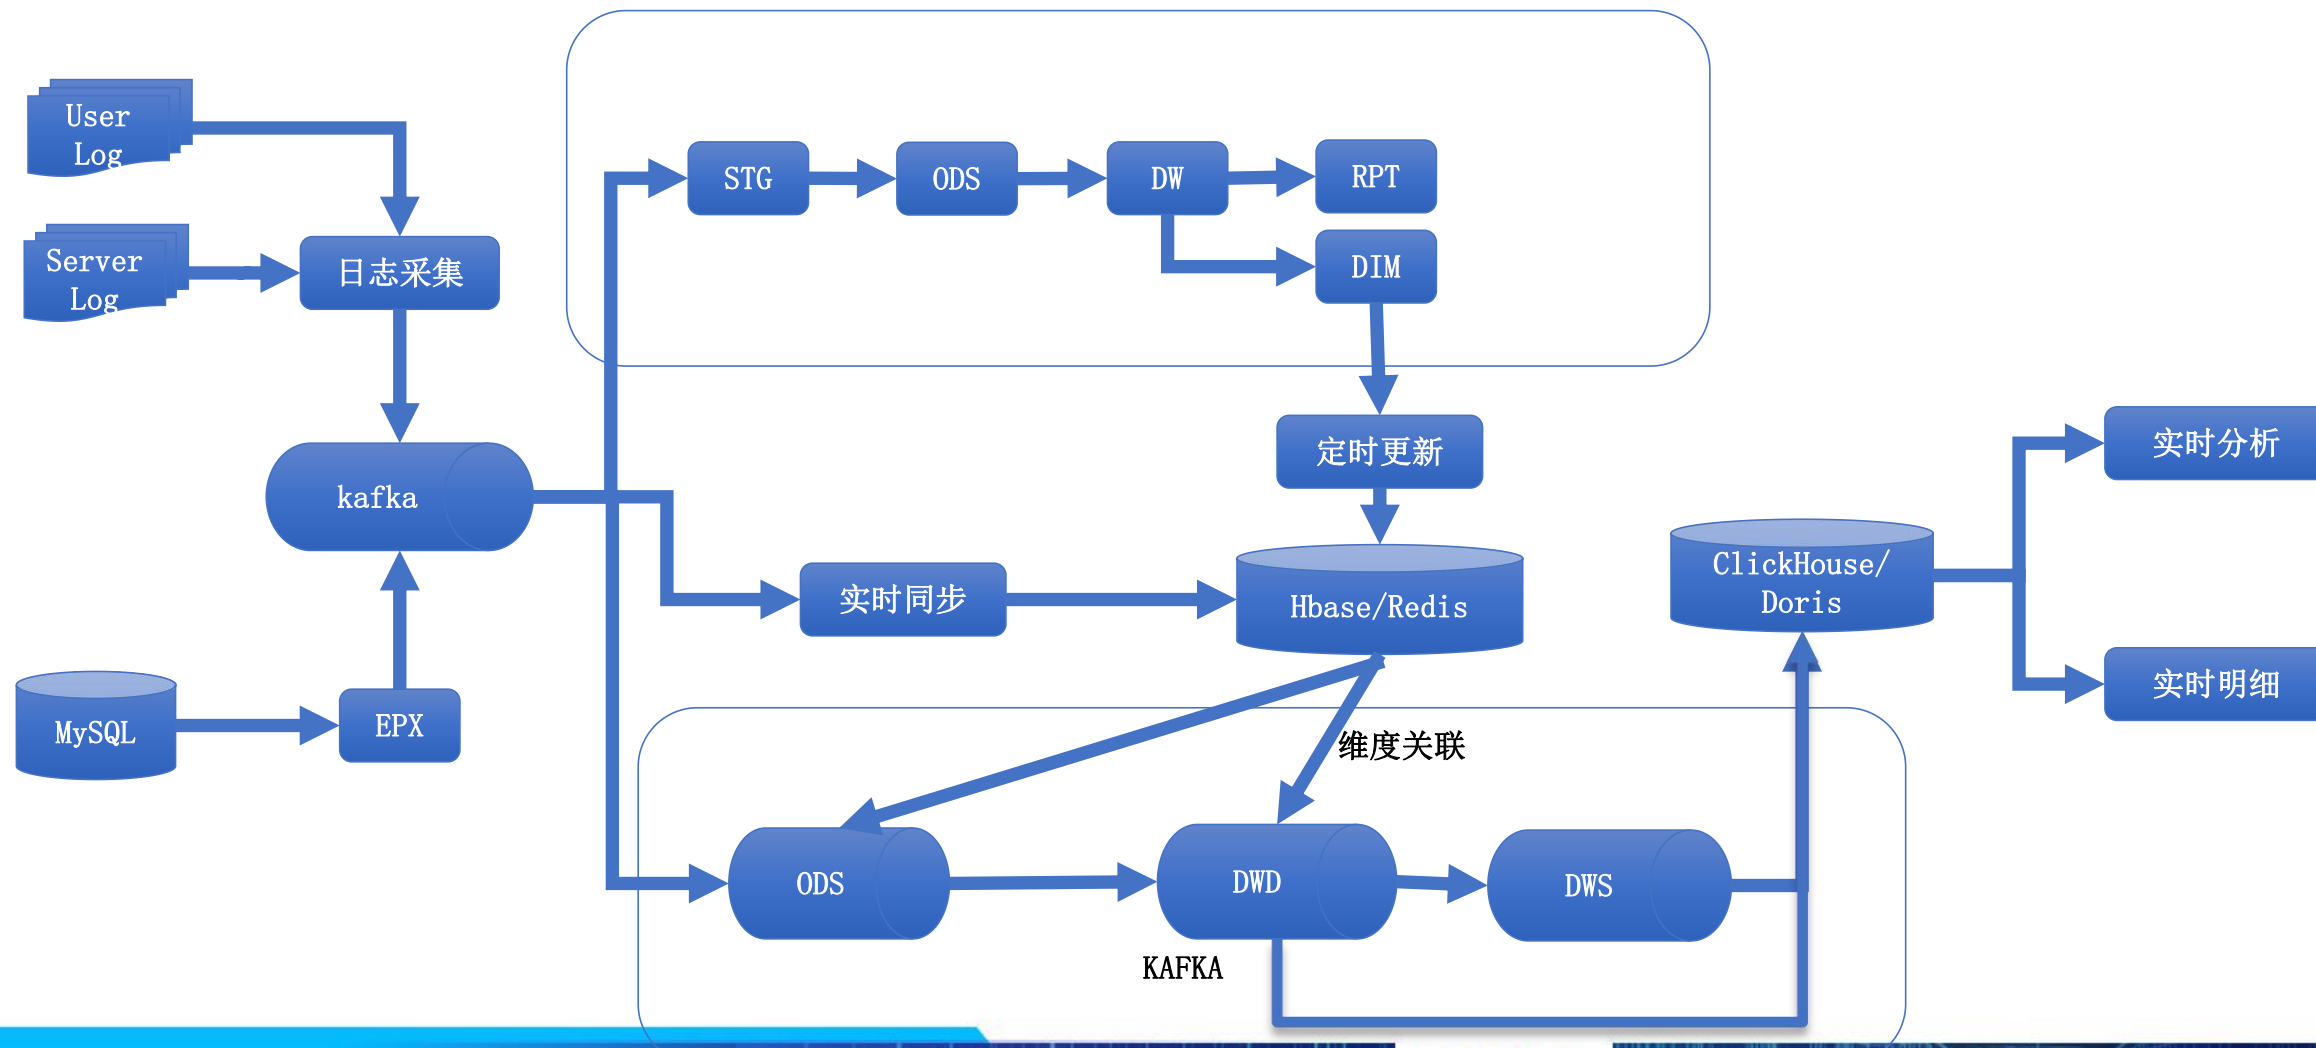 User
Log
Server
Log
日志采集
kafka
MySQL
EPX
STG
ODS
DW
RPT
DIM
定时更新
实时同步
Hbase/Redis
维度关联
ODS
DWD
DWS
KAFKA
ClickHouse/
Doris
实时分析
实时明细